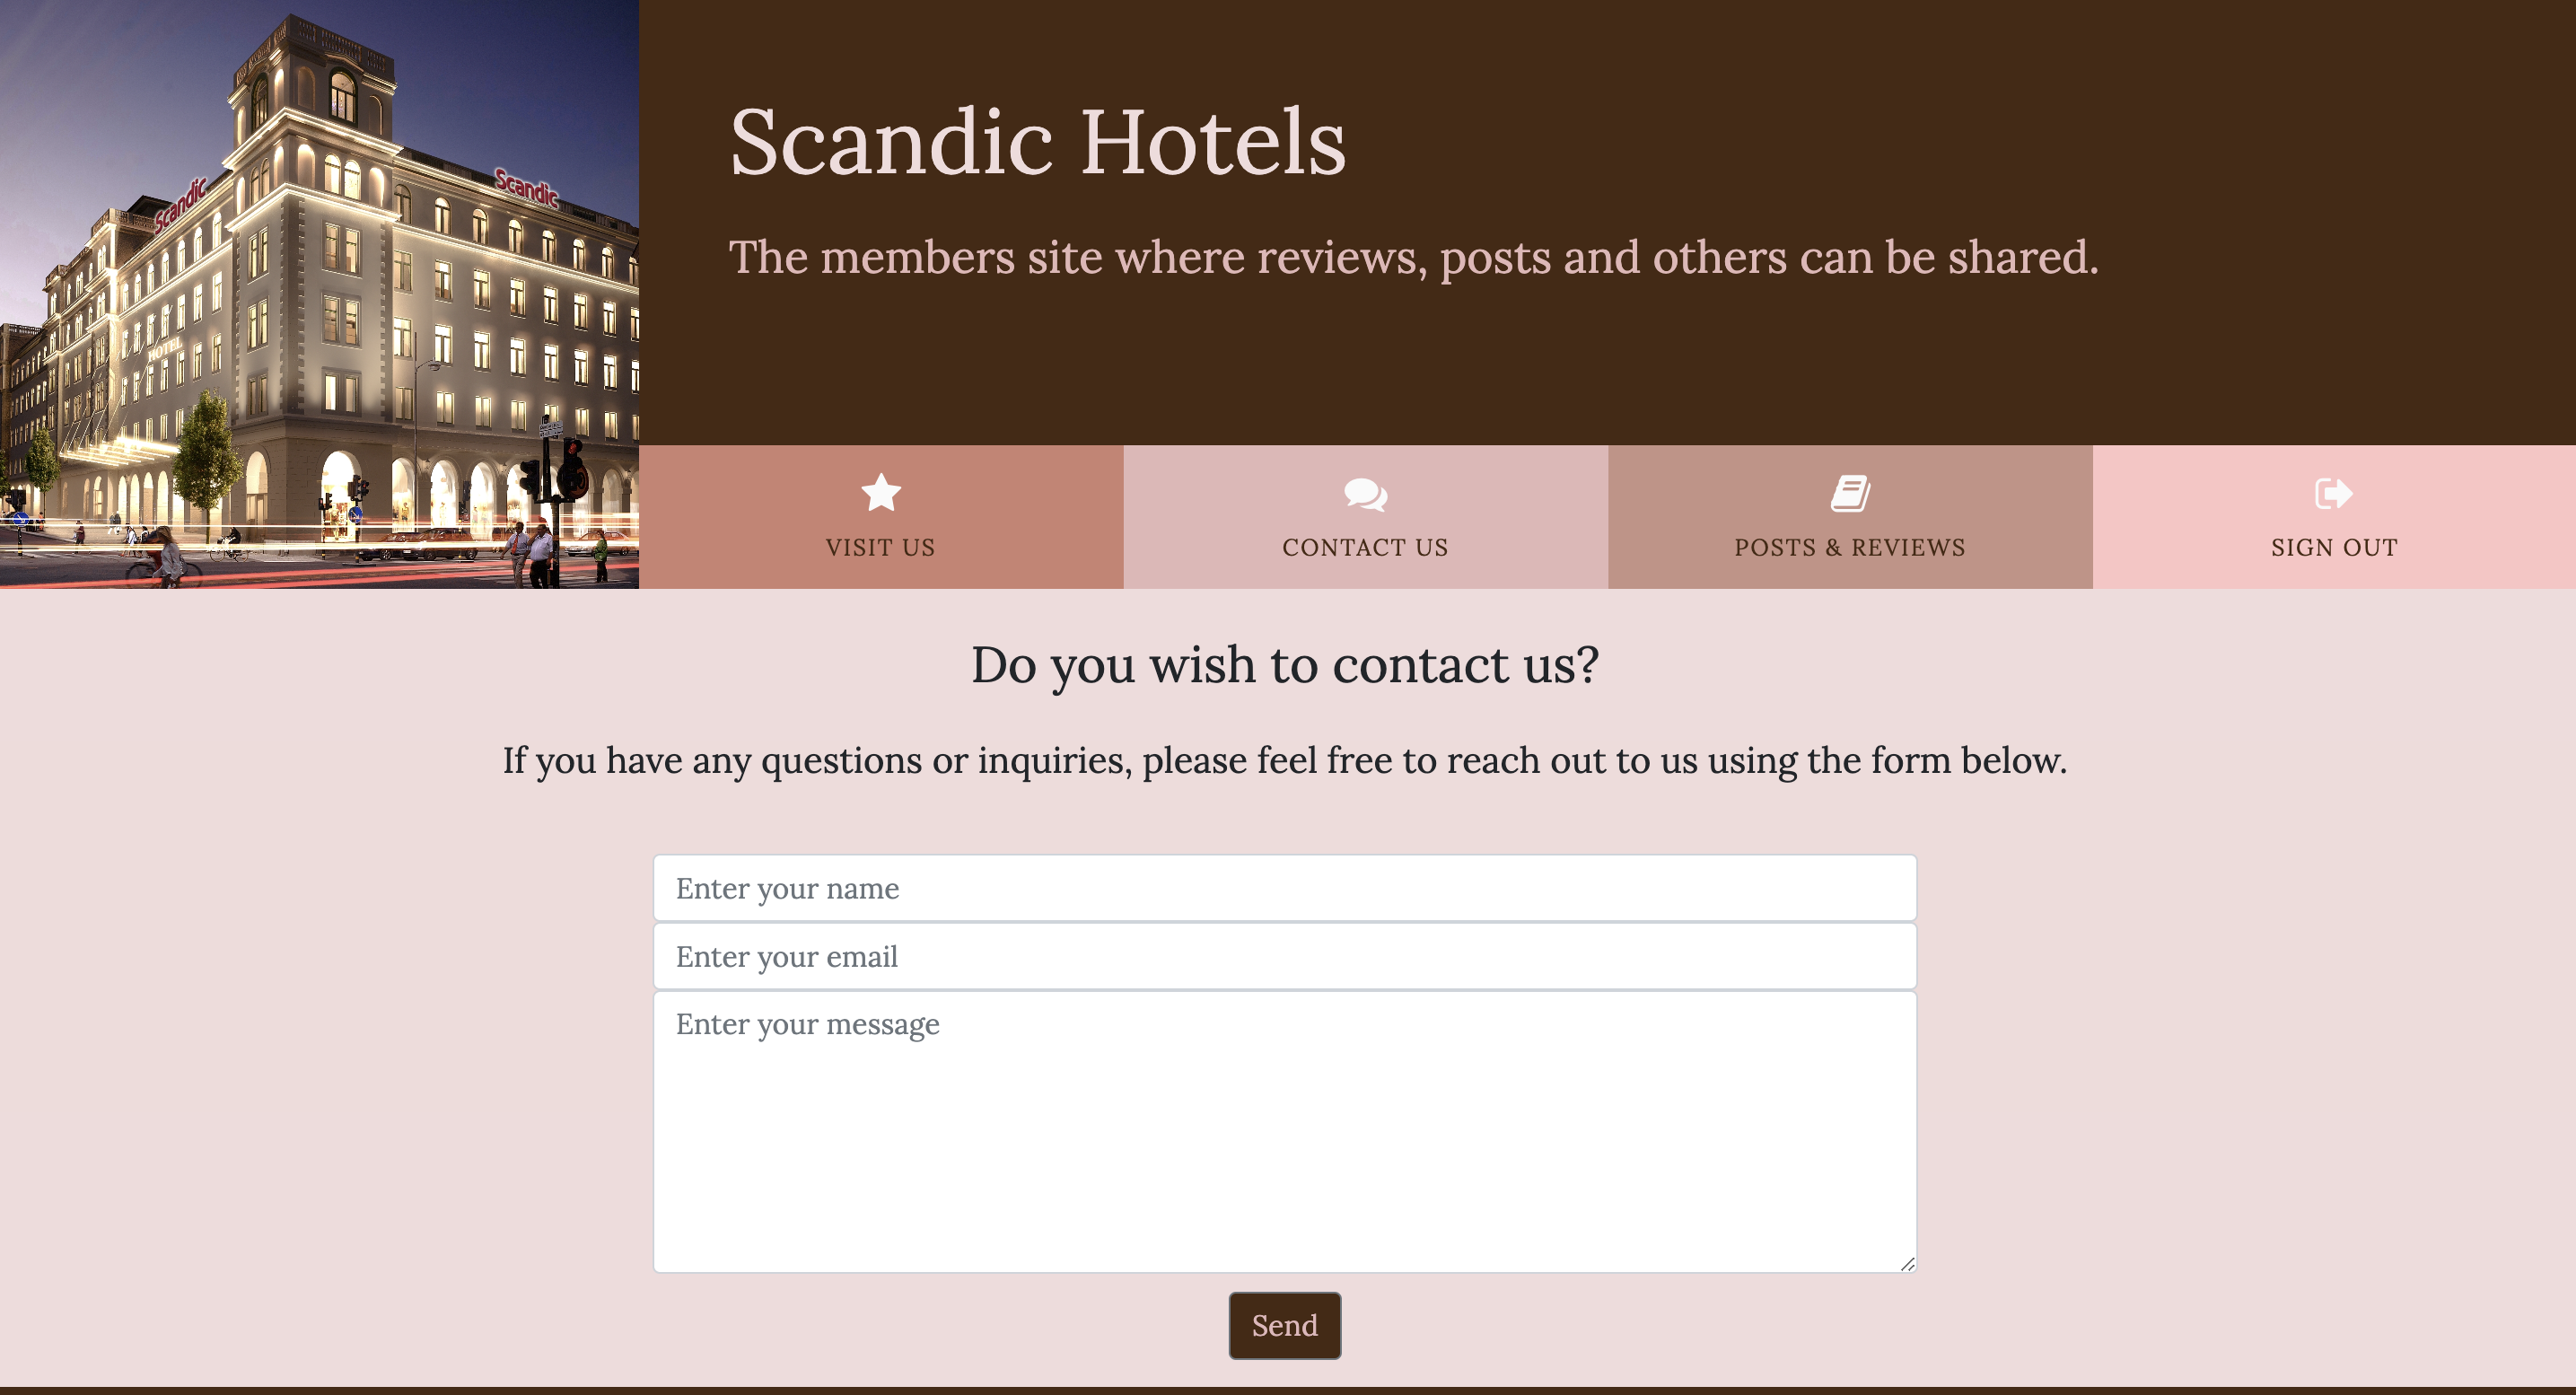 Scandic
Scandic
HOTEL
Scandic Hotels
The members site where reviews, posts and others can be shared.
VISIT US
CONTACT US
POSTS & REVIEWS
SIGN OUT
Do you wish to contact us?
If you have any questions or inquiries, please feel free to reach out to us using the form below.
Enter your name
Enter your email
Enter your message
Send